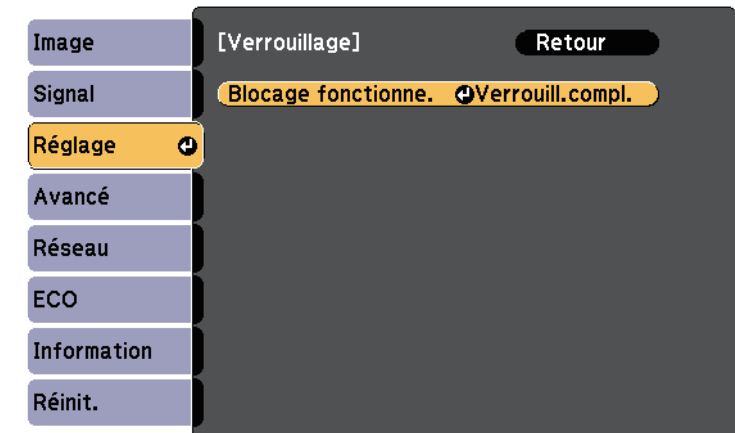 Image
Signal
Réglage
Avancé
Réseau
ECO
Information
Réinit.
[Verrouillage] Retour
Blocage fonctionne. Verrouill.compl.